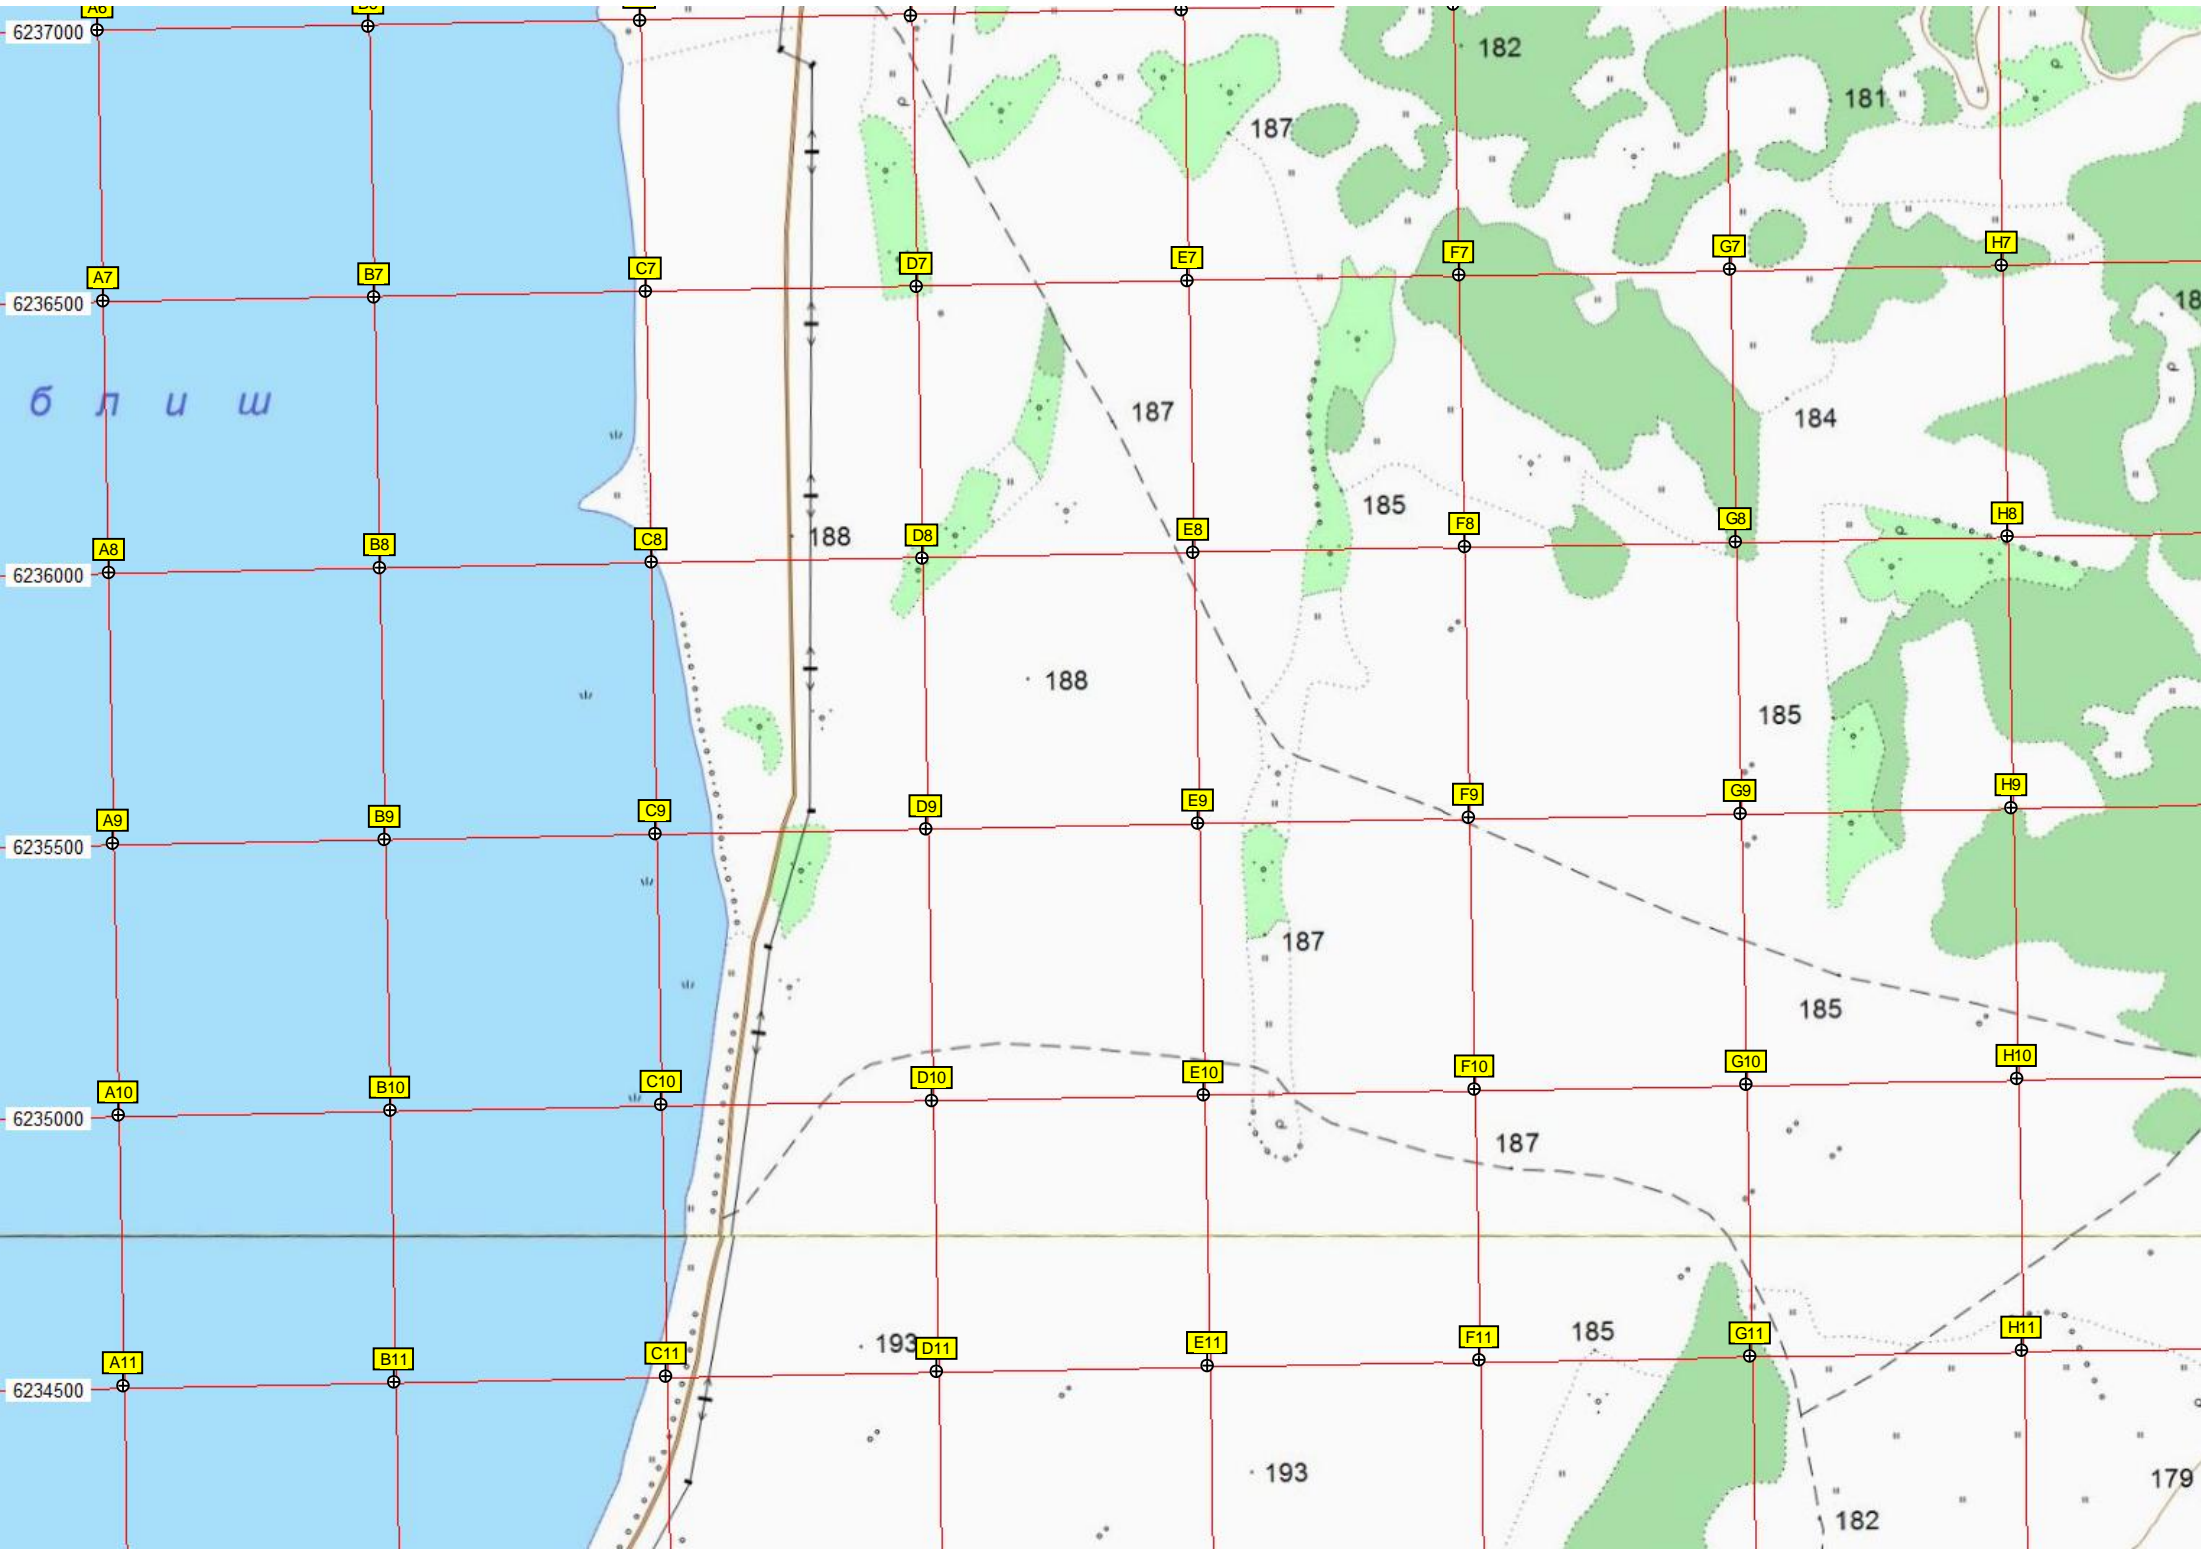 A6
6237000
182
181
187
A7
B7
C7
D7
E7
F7
G7
H7
6236500
18
б л и ш
187
184
185
188
A8
B8
C8
D8
E8
F8
G8
H8
6236000
188
185
A9
B9
C9
D9
E9
F9
G9
H9
6235500
187
185
A10
B10
C10
D10
E10
F10
G10
H10
6235000
187
193
185
A11
B11
C11
D11
E11
F11
G11
H11
6234500
193
179
182